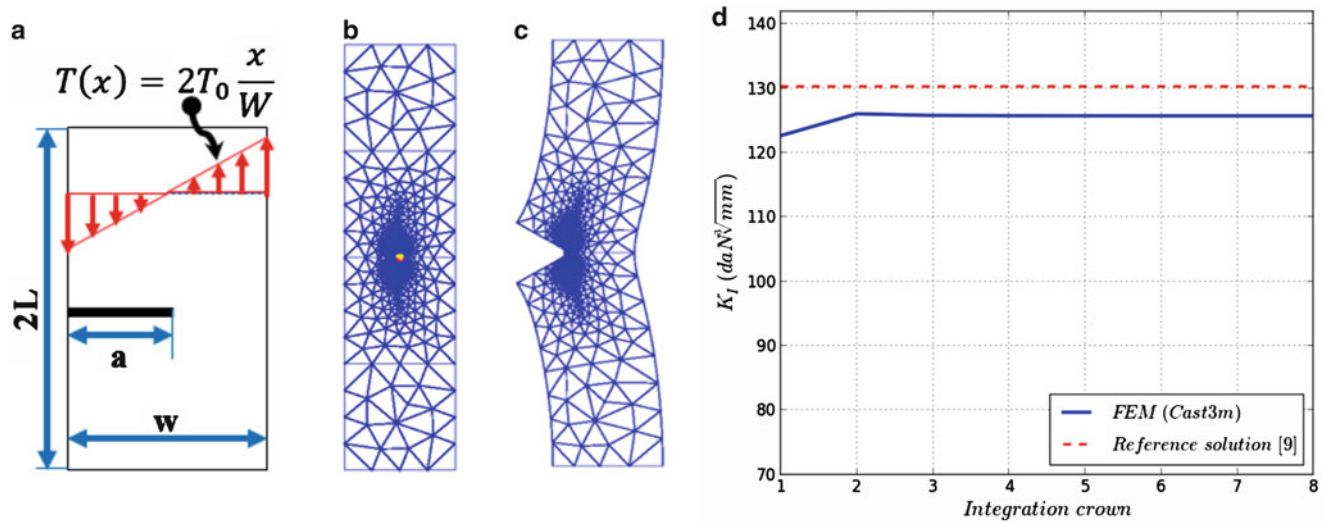 a
T(x) = 2T₀ x/W
2L
a
w
b
c
d
K_I (daN∛mm)
140
130
120
110
100
90
80
70
1 2 3 4 5 6 7 8
Integration crown
FEM (Cast3m)
Reference solution [9]